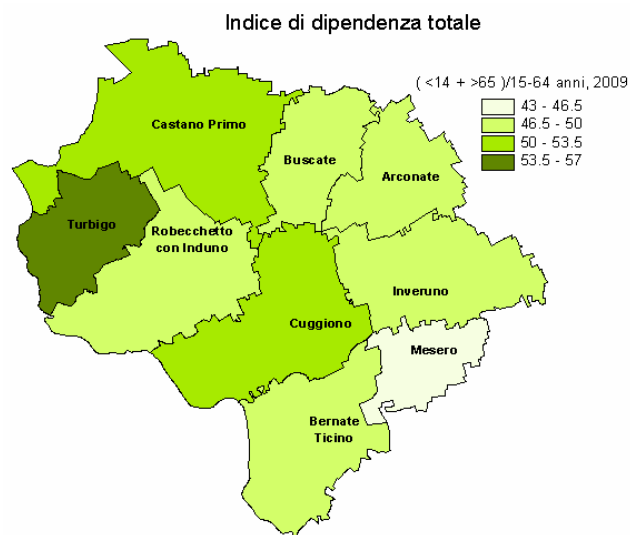 Indice di dipendenza totale
( <14 + >65 )/15-64 anni, 2009
43 - 46.5
46.5 - 50
50 - 53.5
53.5 - 57
Castano Primo
Buscate
Arconate
Turbigo
Robecchetto
con Induno
Inveruno
Cuggiono
Mesero
Bernate
Ticino